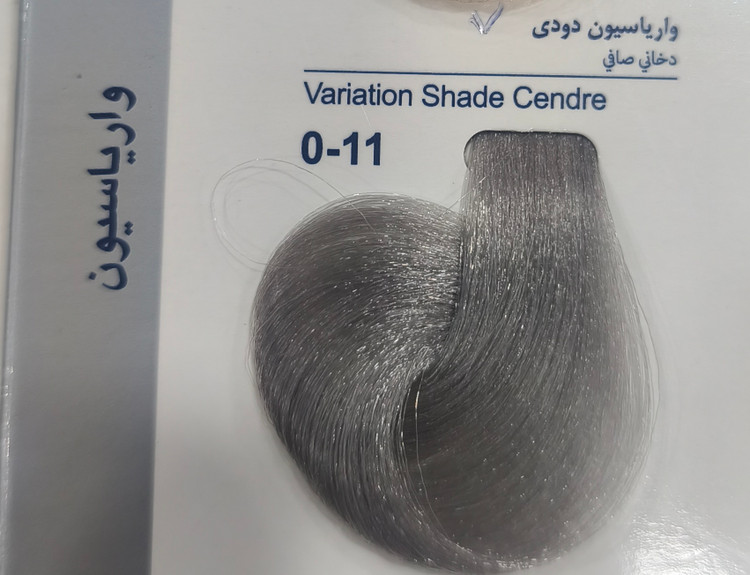 واریاسیون دودی
دخاني صافي
Variation Shade Cendre
0-11
واریاسیون